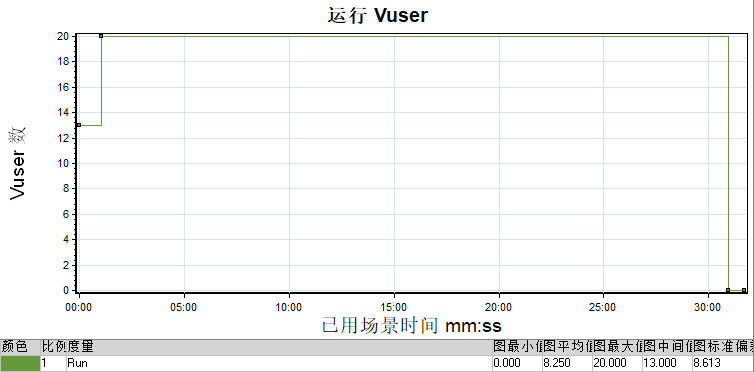 运行 Vuser
20
18
16
14
12
10
8
6
4
2
0
Vuser 数
00:00 05:00 10:00 15:00 20:00 25:00 30:00
已用场景时间 mm:ss
颜色 比例 度量 图最小值 图平均值 图最大值 图中间值 图标准偏差
1 Run 0.000 8.250 20.000 13.000 8.613